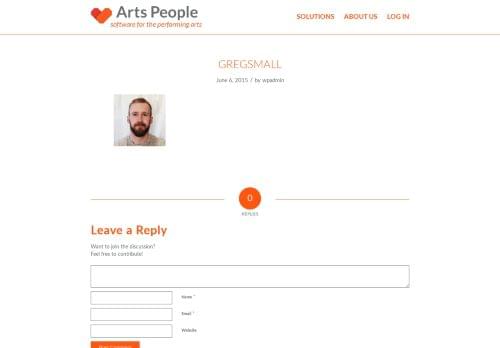 Arts People
software for the performing arts
SOLUTIONS ABOUT US LOG IN
GREGSMALL
June 6, 2015 / by wpadmin
0
REPLIES
Leave a Reply
Want to join the discussion?
Feel free to contribute!
Name *
Email *
Website